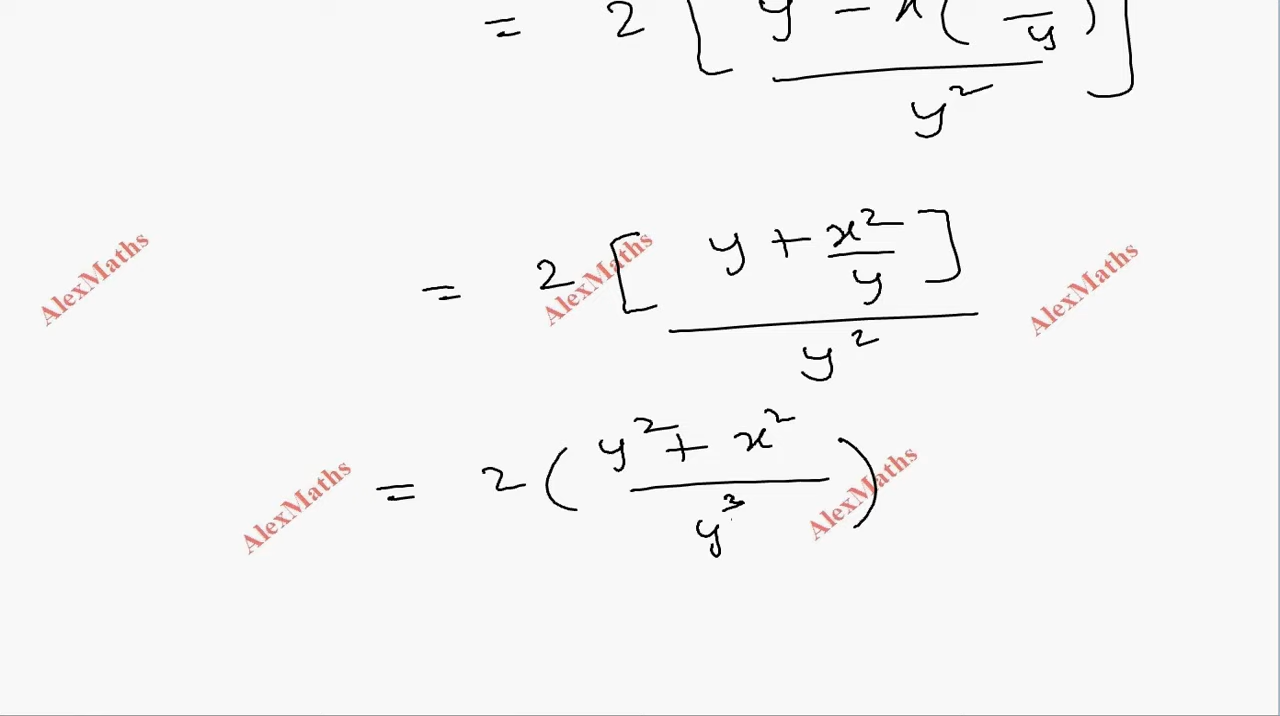 = 2 [ y - x ( /y ) ] / y²
= 2 [ y + x²/y ] / y²
= 2 ( y² + x² / y³ )
AlexMaths
AlexMaths
AlexMaths
AlexMaths
AlexMaths